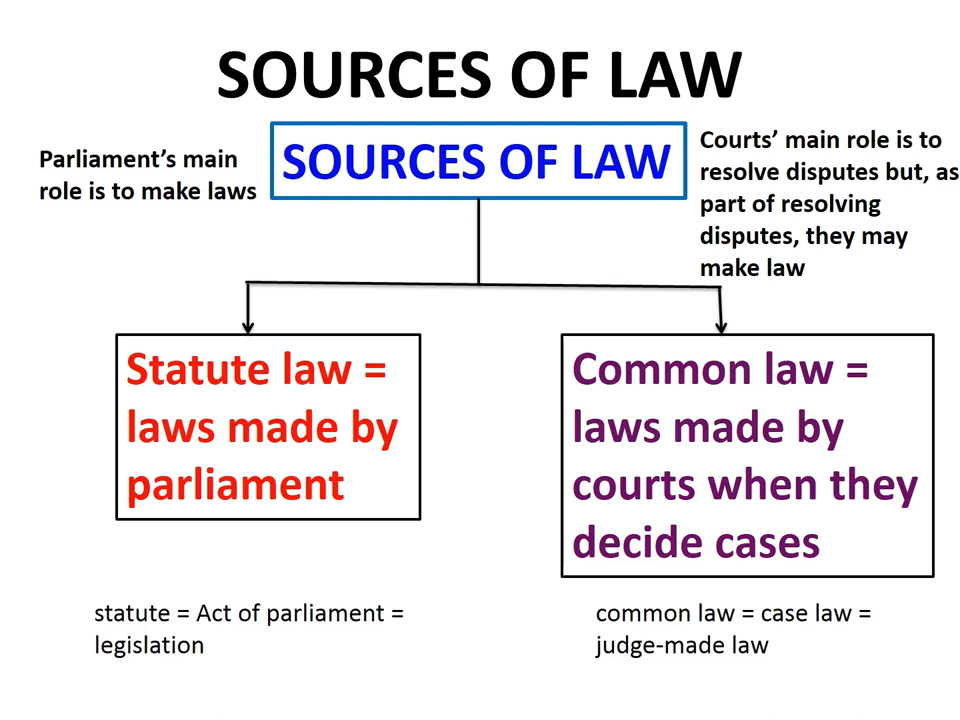 SOURCES OF LAW
Parliament’s main
role is to make laws
SOURCES OF LAW
Courts’ main role is to
resolve disputes but, as
part of resolving
disputes, they may
make law
Statute law =
laws made by
parliament
Common law =
laws made by
courts when they
decide cases
statute = Act of parliament =
legislation
common law = case law =
judge-made law